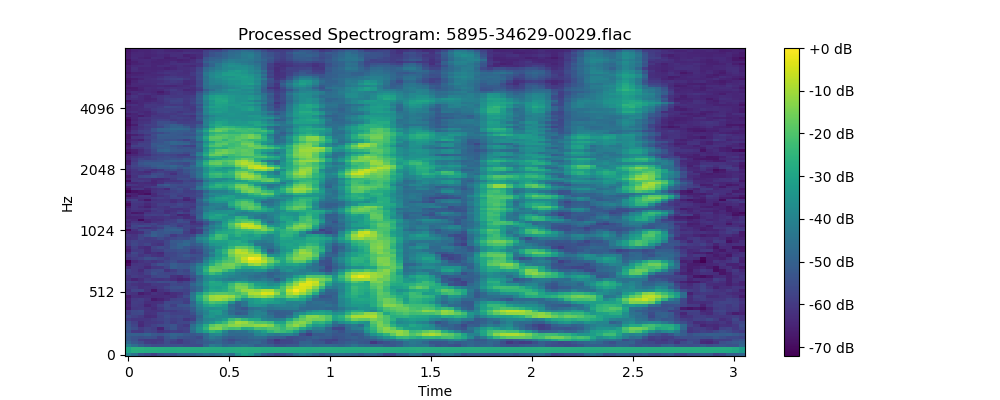 Processed Spectrogram: 5895-34629-0029.flac
Hz
4096
2048
1024
512
0
0 0.5 1 1.5 2 2.5 3
Time
+0 dB
-10 dB
-20 dB
-30 dB
-40 dB
-50 dB
-60 dB
-70 dB